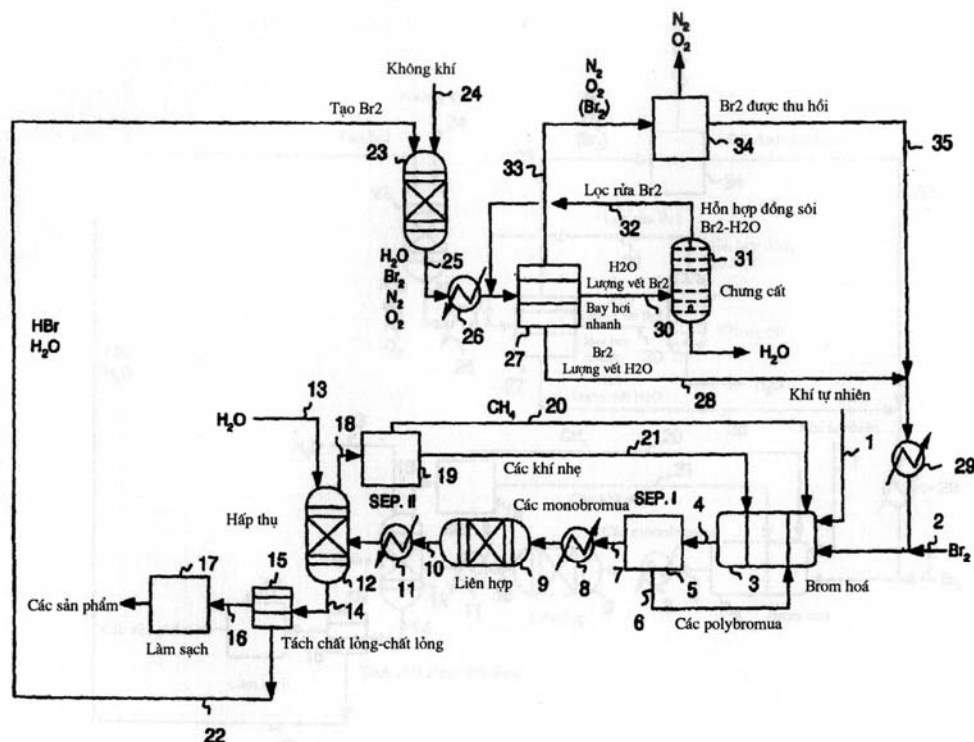 N₂
O₂
Không khí
24
N₂
O₂
(Br₂)
Tạo Br2
Br2 được thu hồi
23
33
34
35
Lọc rửa Br2
32
Hỗn hợp đồng sôi
Br2-H2O
25
H₂O
Br₂
N₂
O₂
31
H2O
Lượng vết Br2
Chưng cất
26
Bay hơi
nhanh
30
HBr
H₂O
27
Br2
Lượng vết H2O
H₂O
28
Khí tự nhiên
13
CH₄
20
H₂O
18
21
1
29
19
Các khí nhẹ
SEP. II
Các monobromua
SEP. I
4
2
Hấp thụ
Br₂
17
15
12
11
10
9
8
7
5
3
Brom hoá
Liên hợp
14
6
Các polybromua
Các sản phẩm
16
Tách chất lỏng-chất lỏng
Làm sạch
22